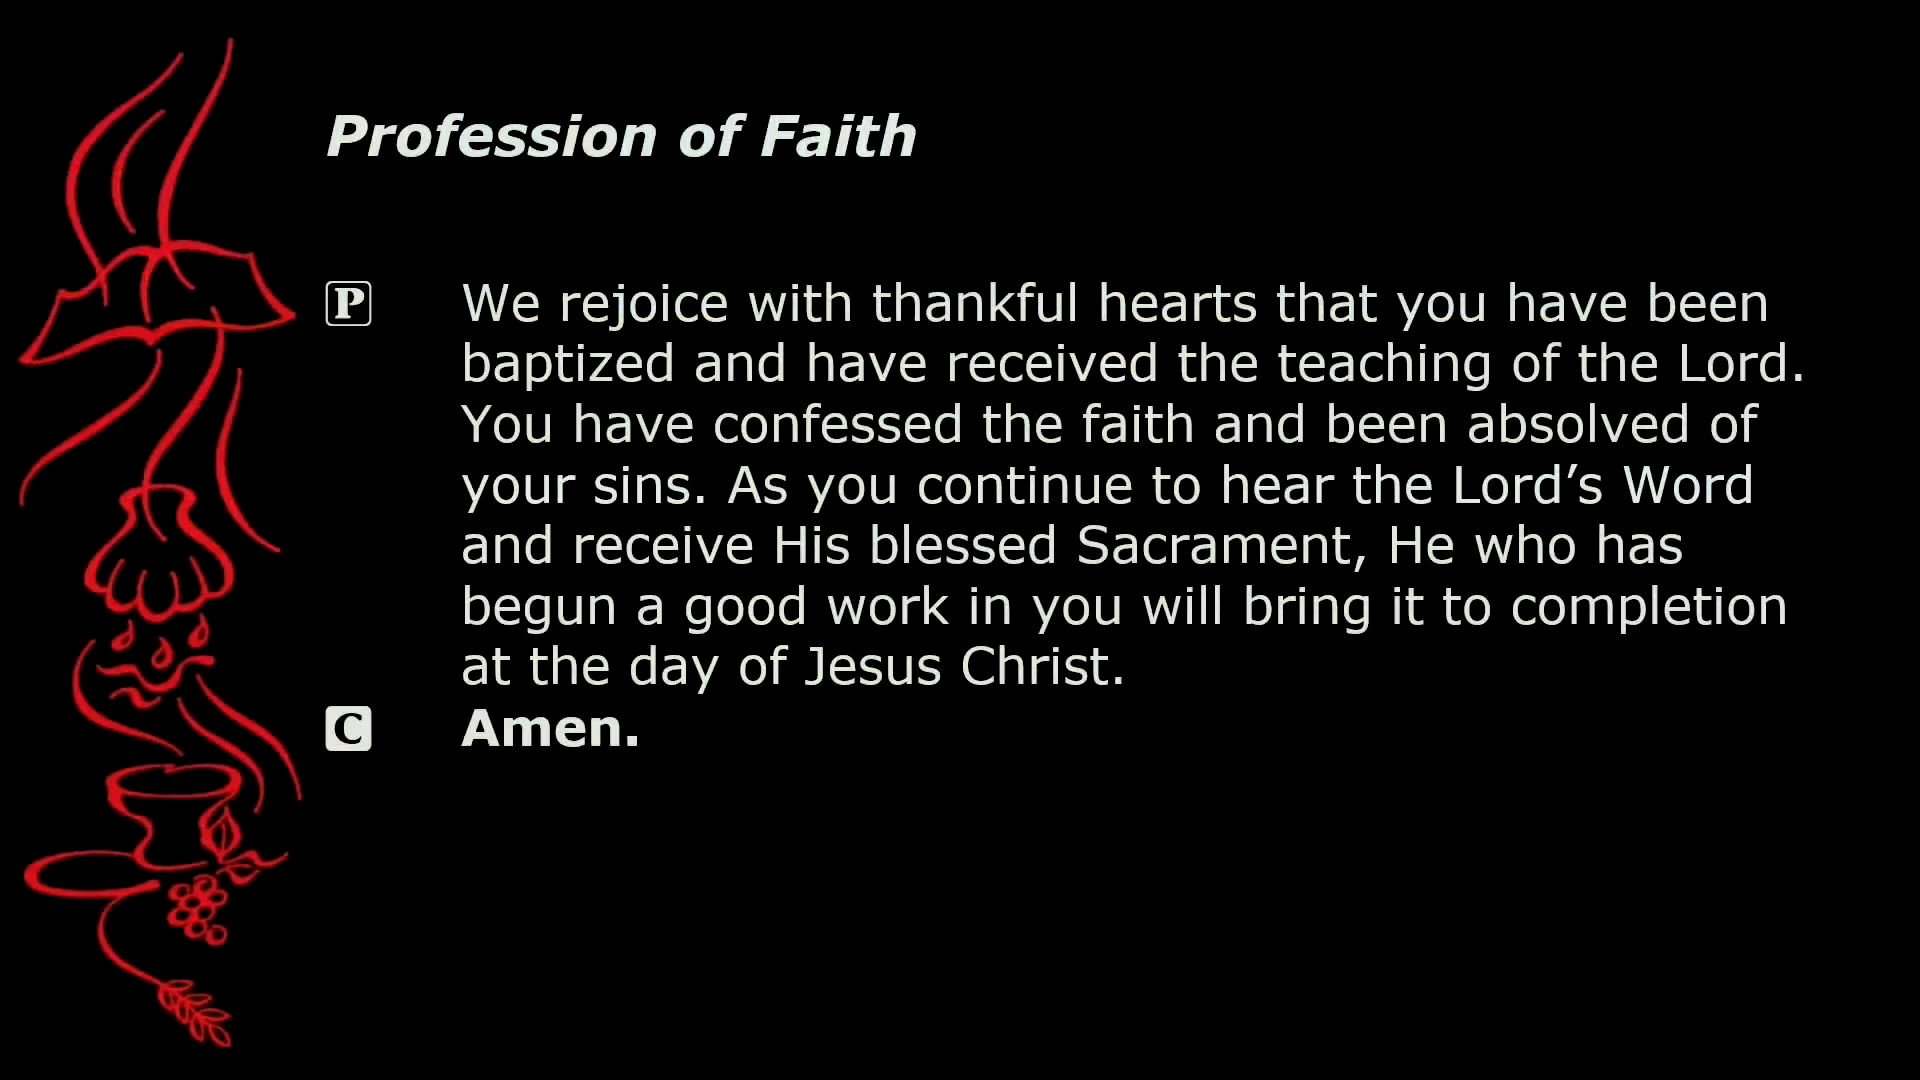 Profession of Faith
P We rejoice with thankful hearts that you have been
baptized and have received the teaching of the Lord.
You have confessed the faith and been absolved of
your sins. As you continue to hear the Lord’s Word
and receive His blessed Sacrament, He who has
begun a good work in you will bring it to completion
at the day of Jesus Christ.
C Amen.